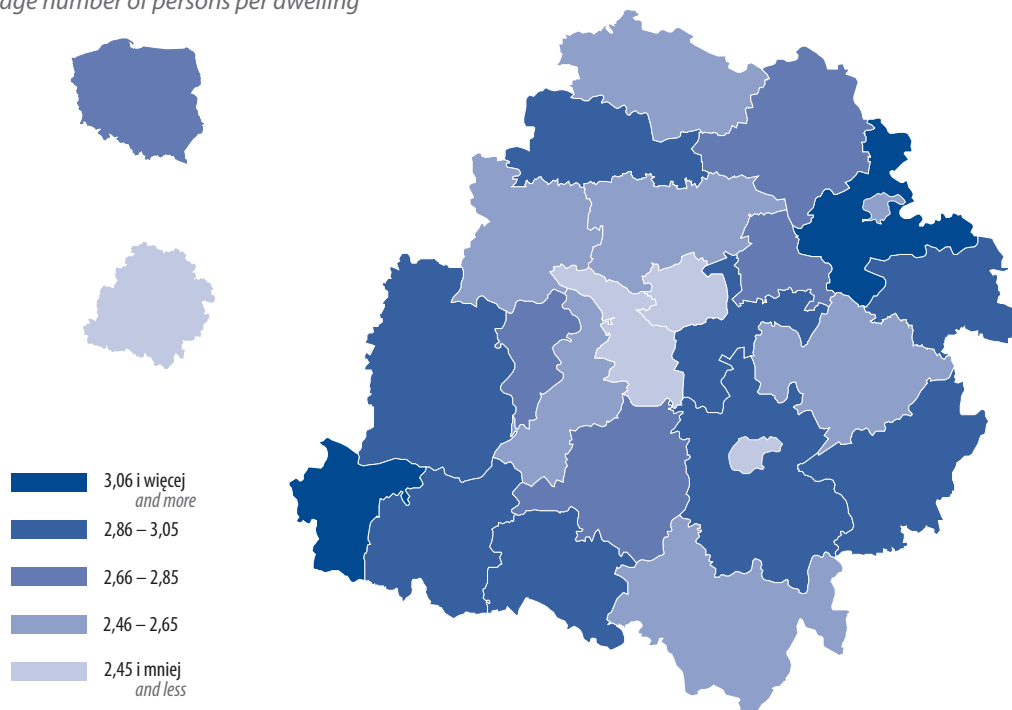 number of persons per dwelling
3,06 i więcej
and more
2,86 – 3,05
2,66 – 2,85
2,46 – 2,65
2,45 i mniej
and less